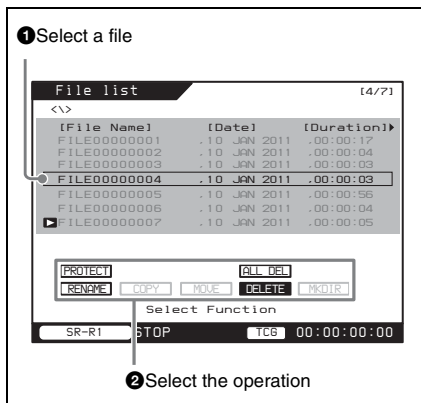 ❶Select a file
File list [4/7]
<\>
[File Name] [Date] [Duration]
FILE00000001 .10 JAN 2011 .00:00:17
FILE00000002 .10 JAN 2011 .00:00:04
FILE00000003 .10 JAN 2011 .00:00:03
FILE00000004 .10 JAN 2011 .00:00:03
FILE00000005 .10 JAN 2011 .00:00:56
FILE00000006 .10 JAN 2011 .00:00:04
FILE00000007 .10 JAN 2011 .00:00:05
PROTECT ALL DEL
RENAME COPY MOVE DELETE MKDIR
Select Function
SR-R1 STOP TCG 00:00:00:00
❷Select the operation